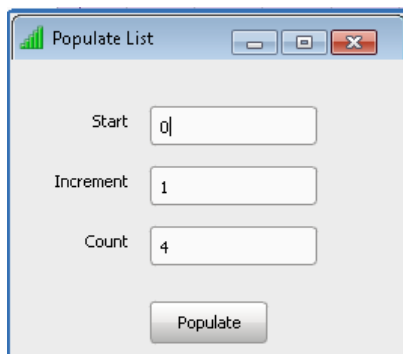 Populate List
Start 0
Increment 1
Count 4
Populate